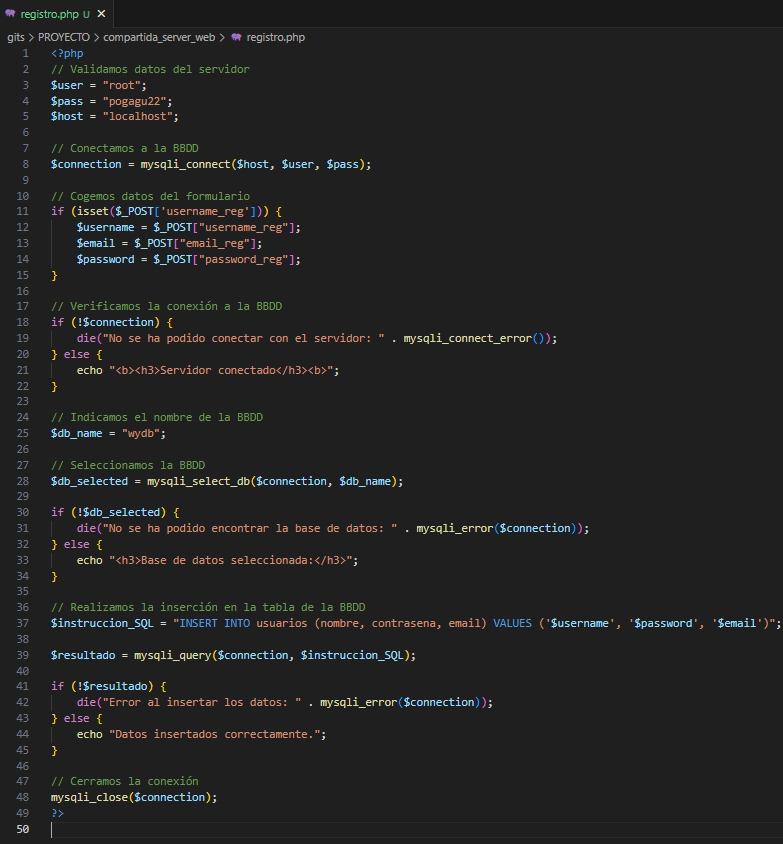 registro.php U ×
gits > PROYECTO > compartida_server_web > registro.php
1 <?php
2 // Validamos datos del servidor
3 $user = "root";
4 $pass = "pogagu22";
5 $host = "localhost";
6
7 // Conectamos a la BBDD
8 $connection = mysqli_connect($host, $user, $pass);
9
10 // Cogemos datos del formulario
11 if (isset($_POST['username_reg'])) {
12     $username = $_POST["username_reg"];
13     $email = $_POST["email_reg"];
14     $password = $_POST["password_reg"];
15 }
16
17 // Verificamos la conexión a la BBDD
18 if (!$connection) {
19     die("No se ha podido conectar con el servidor: " . mysqli_connect_error());
20 } else {
21     echo "<b><h3>Servidor conectado</h3><b>";
22 }
23
24 // Indicamos el nombre de la BBDD
25 $db_name = "wydb";
26
27 // Seleccionamos la BBDD
28 $db_selected = mysqli_select_db($connection, $db_name);
29
30 if (!$db_selected) {
31     die("No se ha podido encontrar la base de datos: " . mysqli_error($connection));
32 } else {
33     echo "<h3>Base de datos seleccionada:</h3>";
34 }
35
36 // Realizamos la inserción en la tabla de la BBDD
37 $instruccion_SQL = "INSERT INTO usuarios (nombre, contrasena, email) VALUES ('$username', '$password', '$email')";
38
39 $resultado = mysqli_query($connection, $instruccion_SQL);
40
41 if (!$resultado) {
42     die("Error al insertar los datos: " . mysqli_error($connection));
43 } else {
44     echo "Datos insertados correctamente.";
45 }
46
47 // Cerramos la conexión
48 mysqli_close($connection);
49 ?>
50